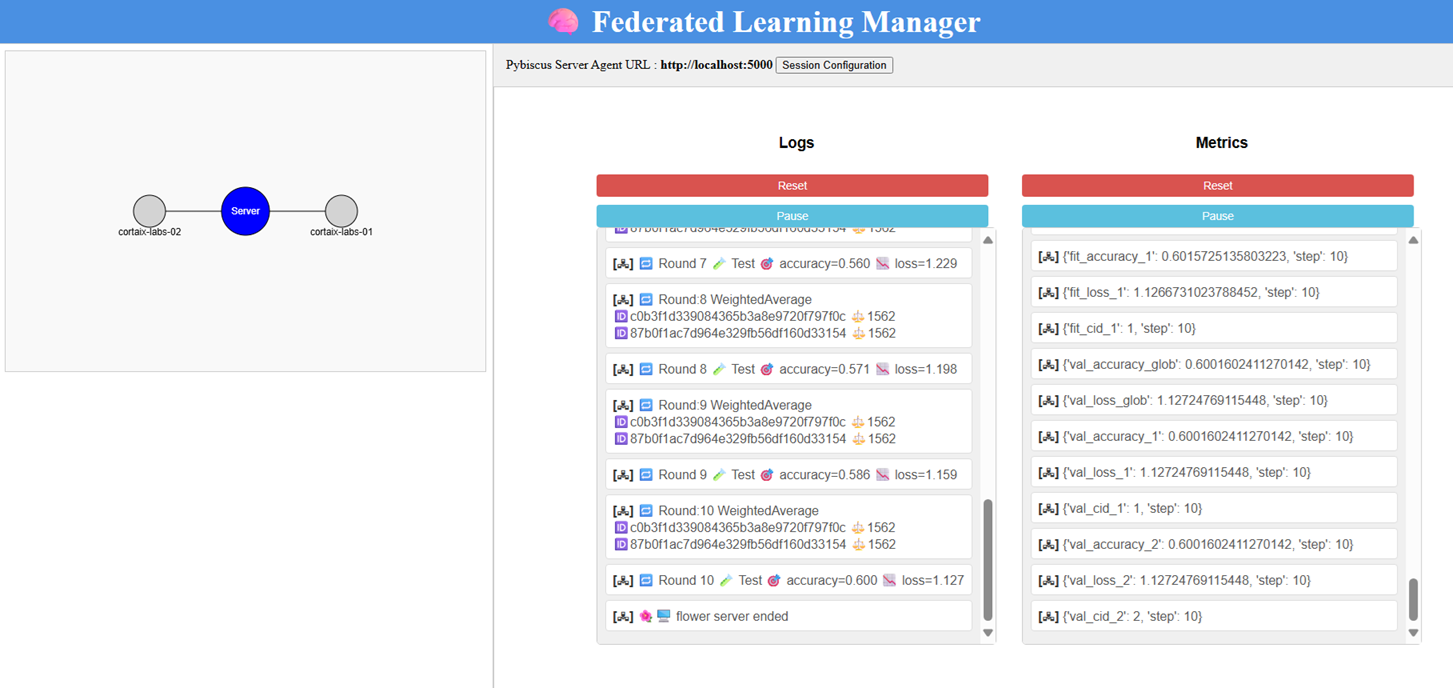 Federated Learning Manager
Pybiscus Server Agent URL : http://localhost:5000 Session Configuration
Server
cortaix-labs-02
cortaix-labs-01
Logs
Reset
Pause
87b0f1ac7d964e329fb56df160d33154 1562
Round 7 Test accuracy=0.560 loss=1.229
Round:8 WeightedAverage
ID c0b3f1d339084365b3a8e9720f797f0c 1562
ID 87b0f1ac7d964e329fb56df160d33154 1562
Round 8 Test accuracy=0.571 loss=1.198
Round:9 WeightedAverage
ID c0b3f1d339084365b3a8e9720f797f0c 1562
ID 87b0f1ac7d964e329fb56df160d33154 1562
Round 9 Test accuracy=0.586 loss=1.159
Round:10 WeightedAverage
ID c0b3f1d339084365b3a8e9720f797f0c 1562
ID 87b0f1ac7d964e329fb56df160d33154 1562
Round 10 Test accuracy=0.600 loss=1.127
flower server ended
Metrics
Reset
Pause
{'fit_accuracy_1': 0.6015725135803223, 'step': 10}
{'fit_loss_1': 1.1266731023788452, 'step': 10}
{'fit_cid_1': 1, 'step': 10}
{'val_accuracy_glob': 0.6001602411270142, 'step': 10}
{'val_loss_glob': 1.12724769115448, 'step': 10}
{'val_accuracy_1': 0.6001602411270142, 'step': 10}
{'val_loss_1': 1.12724769115448, 'step': 10}
{'val_cid_1': 1, 'step': 10}
{'val_accuracy_2': 0.6001602411270142, 'step': 10}
{'val_loss_2': 1.12724769115448, 'step': 10}
{'val_cid_2': 2, 'step': 10}